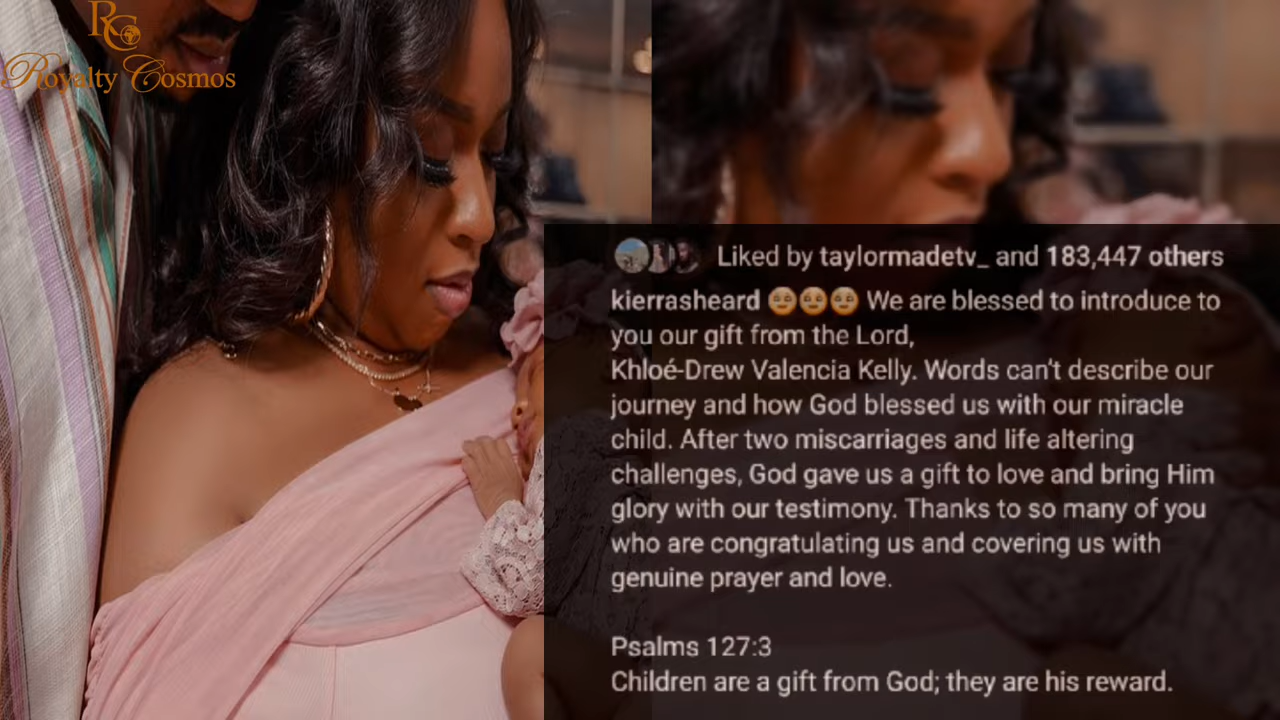 RC
Royalty Cosmos
Liked by taylormadetv_ and 183,447 others
kierrasheard 🥹🥹🥹 We are blessed to introduce to
you our gift from the Lord,
Khloé-Drew Valencia Kelly. Words can't describe our
journey and how God blessed us with our miracle
child. After two miscarriages and life altering
challenges, God gave us a gift to love and bring Him
glory with our testimony. Thanks to so many of you
who are congratulating us and covering us with
genuine prayer and love.
Psalms 127:3
Children are a gift from God; they are his reward.